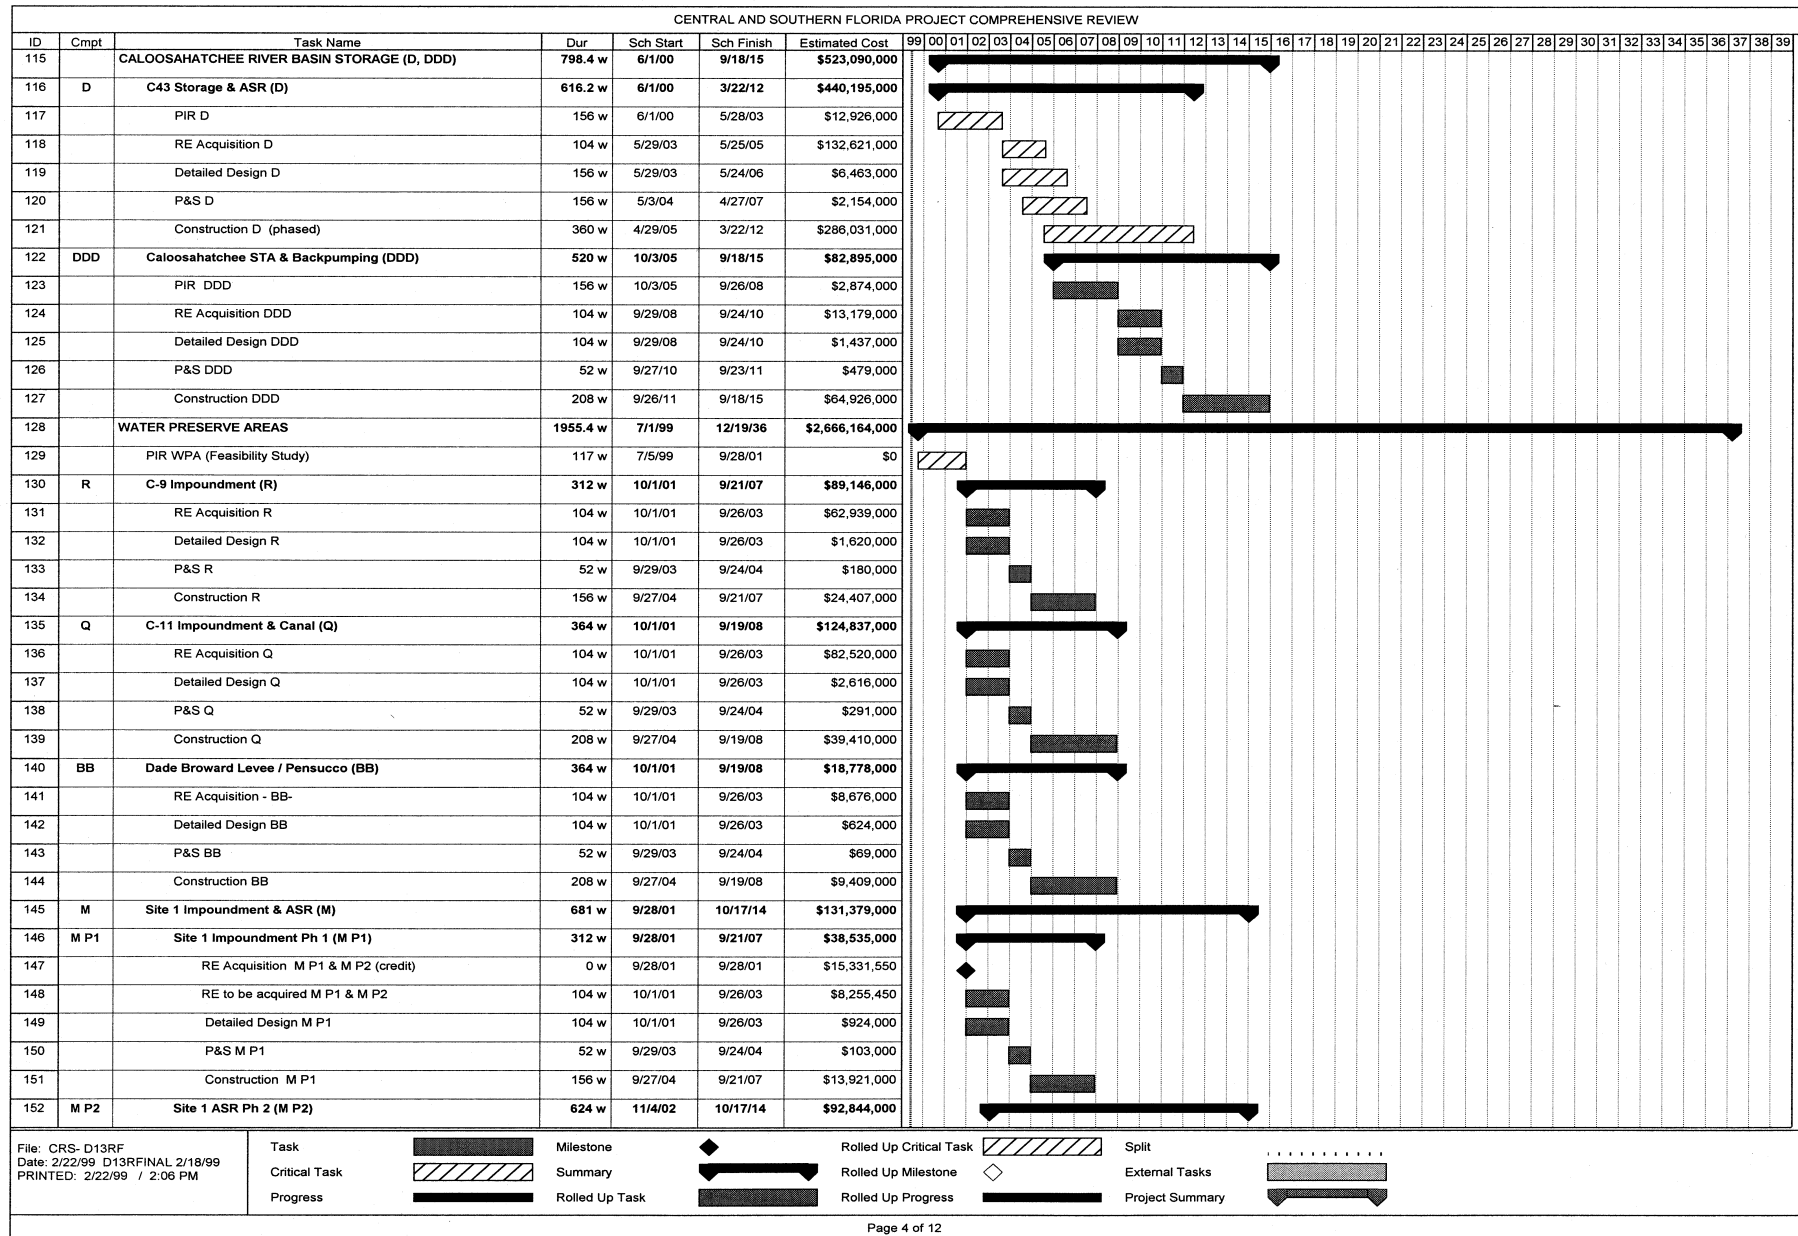 CENTRAL AND SOUTHERN FLORIDA PROJECT COMPREHENSIVE REVIEW
ID Cmpt Task Name Dur Sch Start Sch Finish Estimated Cost 99 00 01 02 03 04 05 06 07 08 09 10 11 12 13 14 15 16 17 18 19 20 21 22 23 24 25 26 27 28 29 30 31 32 33 34 35 36 37 38 39
115 CALOOSAHATCHEE RIVER BASIN STORAGE (D, DDD) 798.4 w 6/1/00 9/18/15 $523,090,000
116 D C43 Storage & ASR (D) 616.2 w 6/1/00 3/22/12 $440,195,000
117 PIR D 156 w 6/1/00 5/28/03 $12,926,000
118 RE Acquisition D 104 w 5/29/03 5/25/05 $132,621,000
119 Detailed Design D 156 w 5/29/03 5/24/06 $6,463,000
120 P&S D 156 w 5/3/04 4/27/07 $2,154,000
121 Construction D (phased) 360 w 4/29/05 3/22/12 $286,031,000
122 DDD Caloosahatchee STA & Backpumping (DDD) 520 w 10/3/05 9/18/15 $82,895,000
123 PIR DDD 156 w 10/3/05 9/26/08 $2,874,000
124 RE Acquisition DDD 104 w 9/29/08 9/24/10 $13,179,000
125 Detailed Design DDD 104 w 9/29/08 9/24/10 $1,437,000
126 P&S DDD 52 w 9/27/10 9/23/11 $479,000
127 Construction DDD 208 w 9/26/11 9/18/15 $64,926,000
128 WATER PRESERVE AREAS 1955.4 w 7/1/99 12/19/36 $2,666,164,000
129 PIR WPA (Feasibility Study) 117 w 7/5/99 9/28/01 $0
130 R C-9 Impoundment (R) 312 w 10/1/01 9/21/07 $89,146,000
131 RE Acquisition R 104 w 10/1/01 9/26/03 $62,939,000
132 Detailed Design R 104 w 10/1/01 9/26/03 $1,620,000
133 P&S R 52 w 9/29/03 9/24/04 $180,000
134 Construction R 156 w 9/27/04 9/21/07 $24,407,000
135 Q C-11 Impoundment & Canal (Q) 364 w 10/1/01 9/19/08 $124,837,000
136 RE Acquisition Q 104 w 10/1/01 9/26/03 $82,520,000
137 Detailed Design Q 104 w 10/1/01 9/26/03 $2,616,000
138 P&S Q 52 w 9/29/03 9/24/04 $291,000
139 Construction Q 208 w 9/27/04 9/19/08 $39,410,000
140 BB Dade Broward Levee / Pensucco (BB) 364 w 10/1/01 9/19/08 $18,778,000
141 RE Acquisition - BB- 104 w 10/1/01 9/26/03 $8,676,000
142 Detailed Design BB 104 w 10/1/01 9/26/03 $624,000
143 P&S BB 52 w 9/29/03 9/24/04 $69,000
144 Construction BB 208 w 9/27/04 9/19/08 $9,409,000
145 M Site 1 Impoundment & ASR (M) 681 w 9/28/01 10/17/14 $131,379,000
146 M P1 Site 1 Impoundment Ph 1 (M P1) 312 w 9/28/01 9/21/07 $38,535,000
147 RE Acquisition M P1 & M P2 (credit) 0 w 9/28/01 9/28/01 $15,331,550
148 RE to be acquired M P1 & M P2 104 w 10/1/01 9/26/03 $8,255,450
149 Detailed Design M P1 104 w 10/1/01 9/26/03 $924,000
150 P&S M P1 52 w 9/29/03 9/24/04 $103,000
151 Construction M P1 156 w 9/27/04 9/21/07 $13,921,000
152 M P2 Site 1 ASR Ph 2 (M P2) 624 w 11/4/02 10/17/14 $92,844,000
File: CRS- D13RF
Date: 2/22/99 D13RFINAL 2/18/99
PRINTED: 2/22/99 / 2:06 PM
Task Milestone Rolled Up Critical Task Split
Critical Task Summary Rolled Up Milestone External Tasks
Progress Rolled Up Task Rolled Up Progress Project Summary
Page 4 of 12